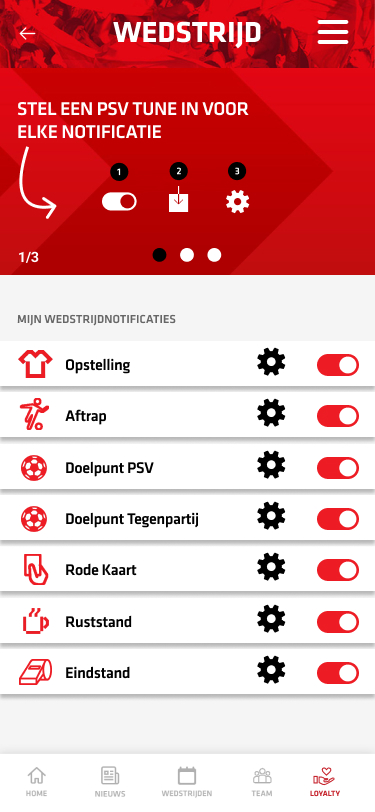 WEDSTRIJD
STEL EEN PSV TUNE IN VOOR
ELKE NOTIFICATIE
1 2 3
1/3
MIJN WEDSTRIJDNOTIFICATIES
Opstelling
Aftrap
Doelpunt PSV
Doelpunt Tegenpartij
Rode Kaart
Ruststand
Eindstand
HOME NIEUWS WEDSTRIJDEN TEAM LOYALTY